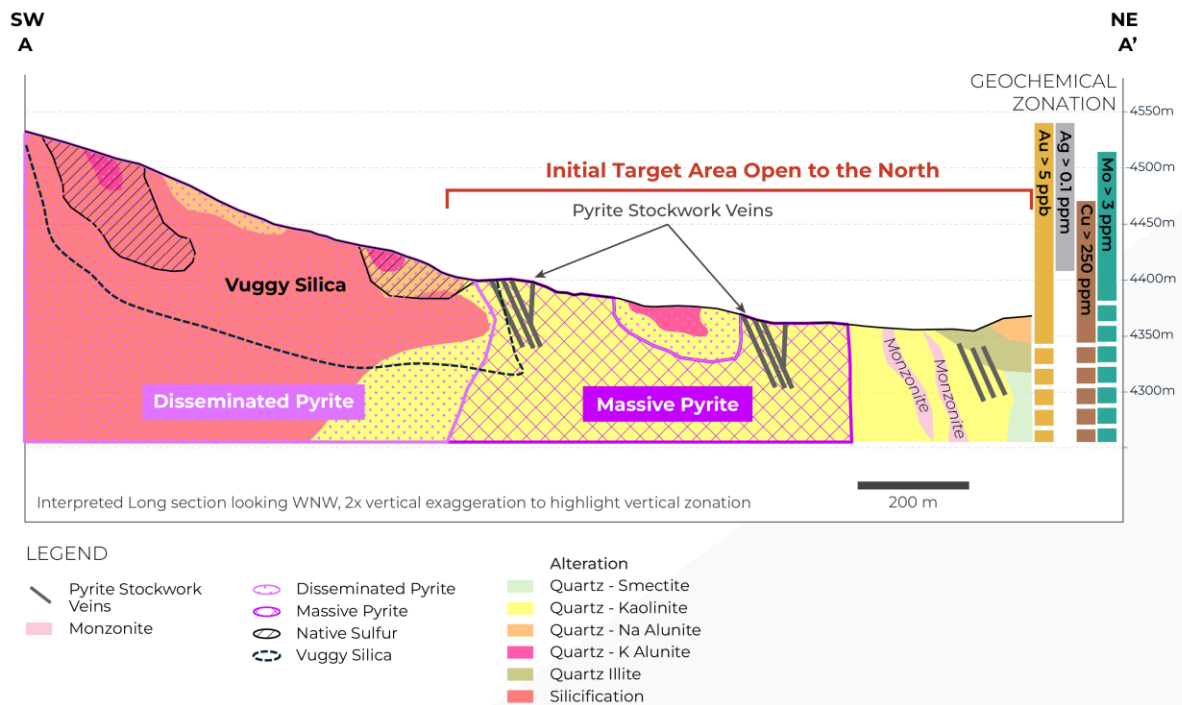 SW
A
NE
A’
GEOCHEMICAL
ZONATION
4550m
4500m
4450m
4400m
4350m
4300m
Au > 5 ppb
Ag > 0.1 ppm
Cu > 250 ppm
Mo > 3 ppm
Initial Target Area Open to the North
Pyrite Stockwork Veins
Vuggy Silica
Disseminated Pyrite
Massive Pyrite
Monzonite
Monzonite
Interpreted Long section looking WNW, 2x vertical exaggeration to highlight vertical zonation
200 m
LEGEND
Pyrite Stockwork
Veins
Monzonite
Disseminated Pyrite
Massive Pyrite
Native Sulfur
Vuggy Silica
Alteration
Quartz - Smectite
Quartz - Kaolinite
Quartz - Na Alunite
Quartz - K Alunite
Quartz Illite
Silicification